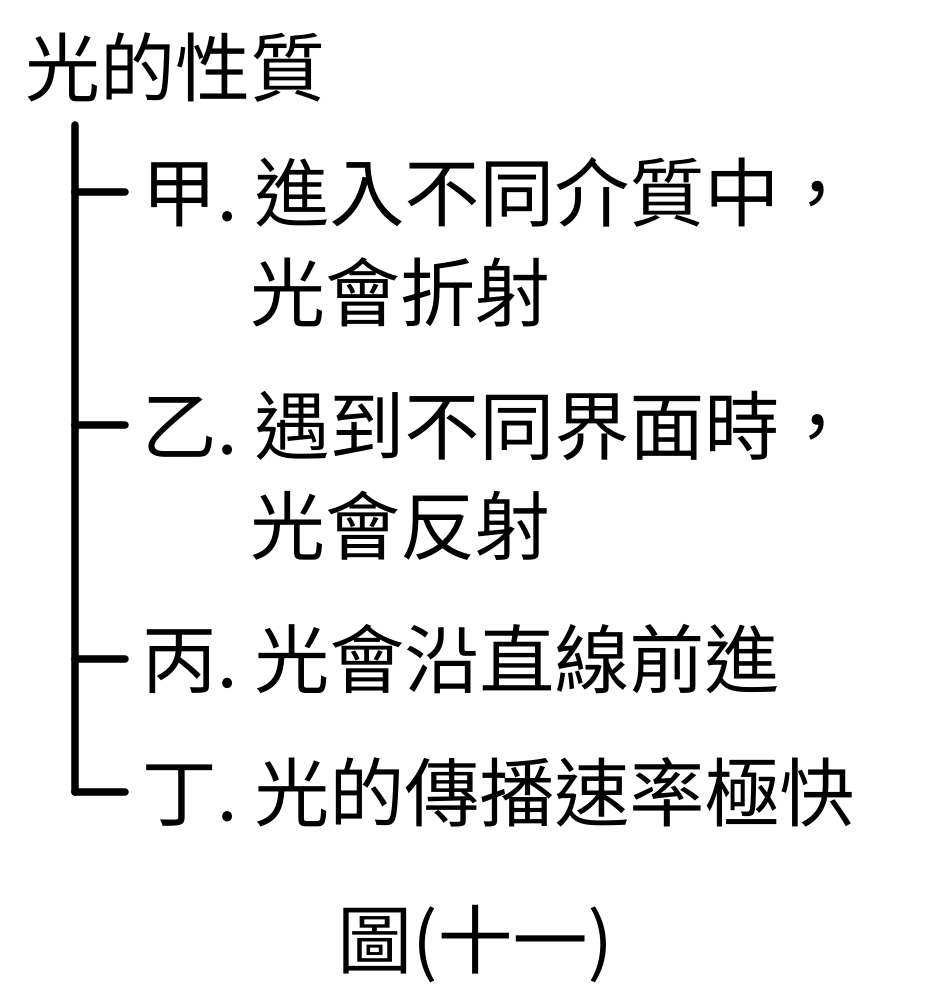 光的性質
甲. 進入不同介質中，
光會折射
乙. 遇到不同界面時，
光會反射
丙. 光會沿直線前進
丁. 光的傳播速率極快
圖(十一)